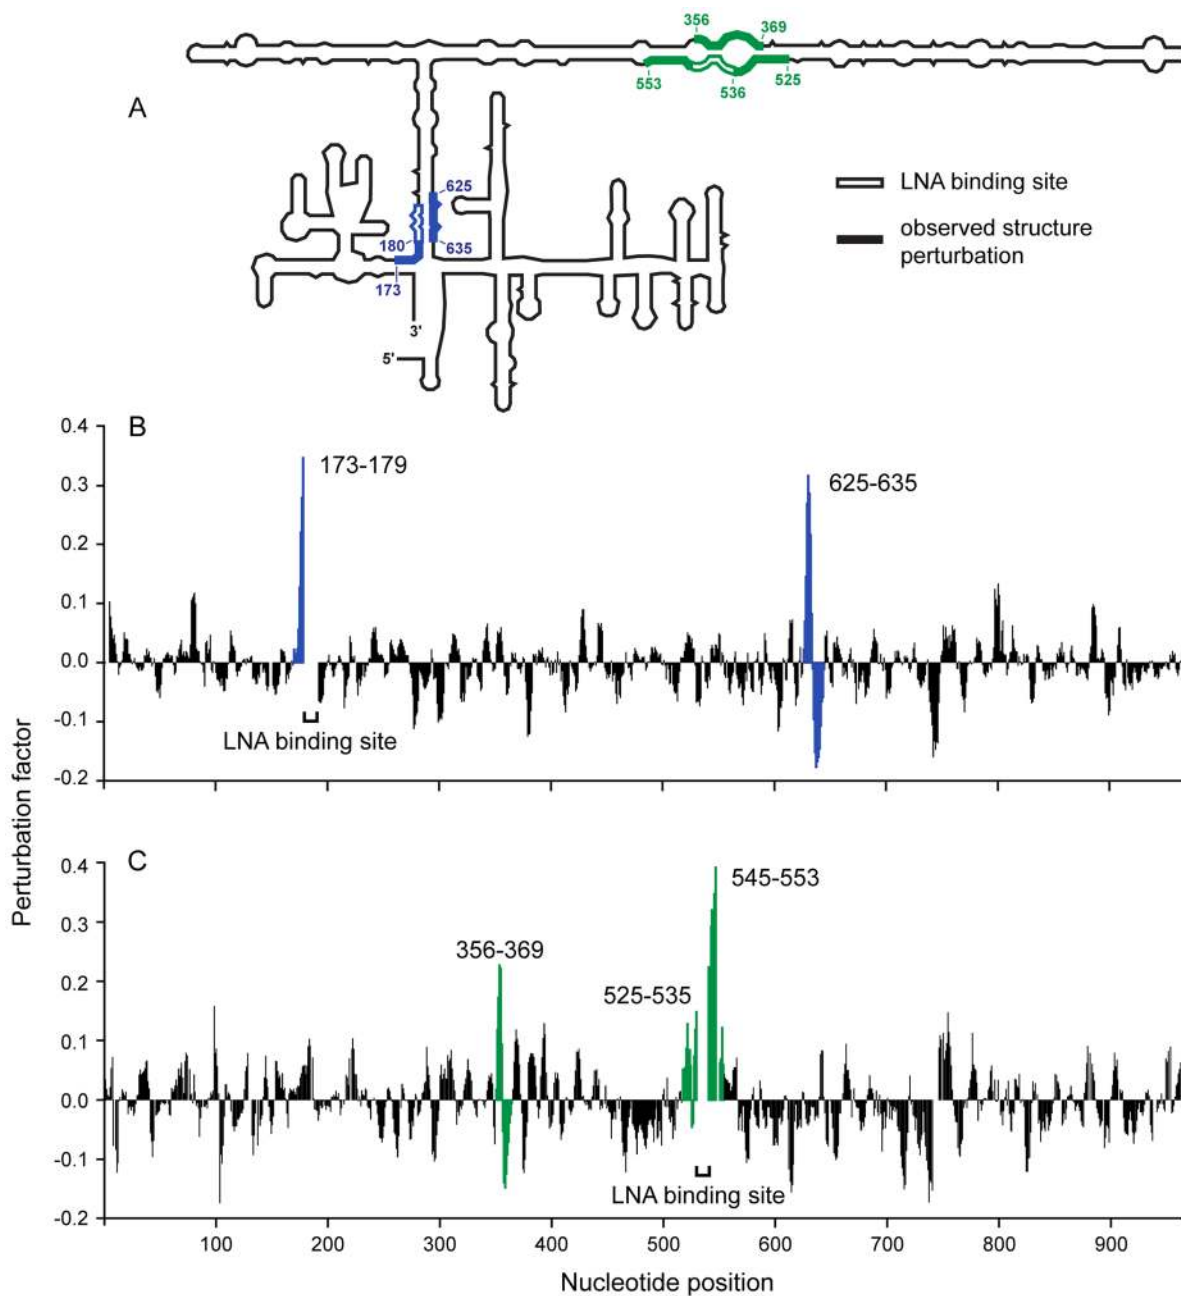 356
369
553
536
525
A
625
LNA binding site
180
635
observed structure
perturbation
173
3'
5'
B
0.4
173-179
625-635
0.3
0.2
0.1
0.0
-0.1
LNA binding site
-0.2
Perturbation factor
C
0.4
545-553
0.3
356-369
525-535
0.2
0.1
0.0
-0.1
LNA binding site
-0.2
100 200 300 400 500 600 700 800 900
Nucleotide position